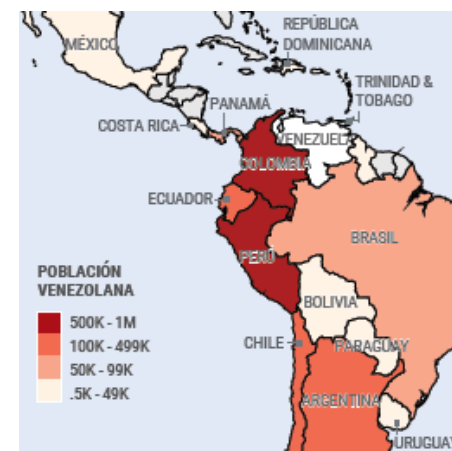 REPÚBLICA
DOMINICANA
MÉXICO
TRINIDAD &
TOBAGO
PANAMÁ
COSTA RICA
VENEZUELA
COLOMBIA
ECUADOR
BRASIL
PERÚ
POBLACIÓN
VENEZOLANA
500K - 1M
100K - 499K
50K - 99K
.5K - 49K
BOLIVIA
CHILE
PARAGUAY
ARGENTINA
URUGUAY